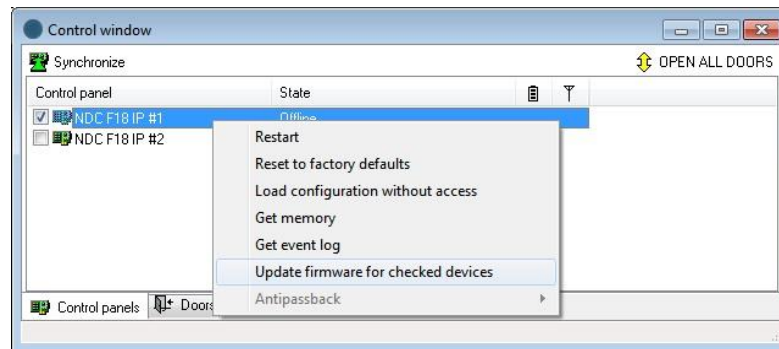 Control window
Synchronize
OPEN ALL DOORS
Control panel State
NDC F18 IP #1 Offline
NDC F18 IP #2
Restart
Reset to factory defaults
Load configuration without access
Get memory
Get event log
Update firmware for checked devices
Antipassback
Control panels Doors